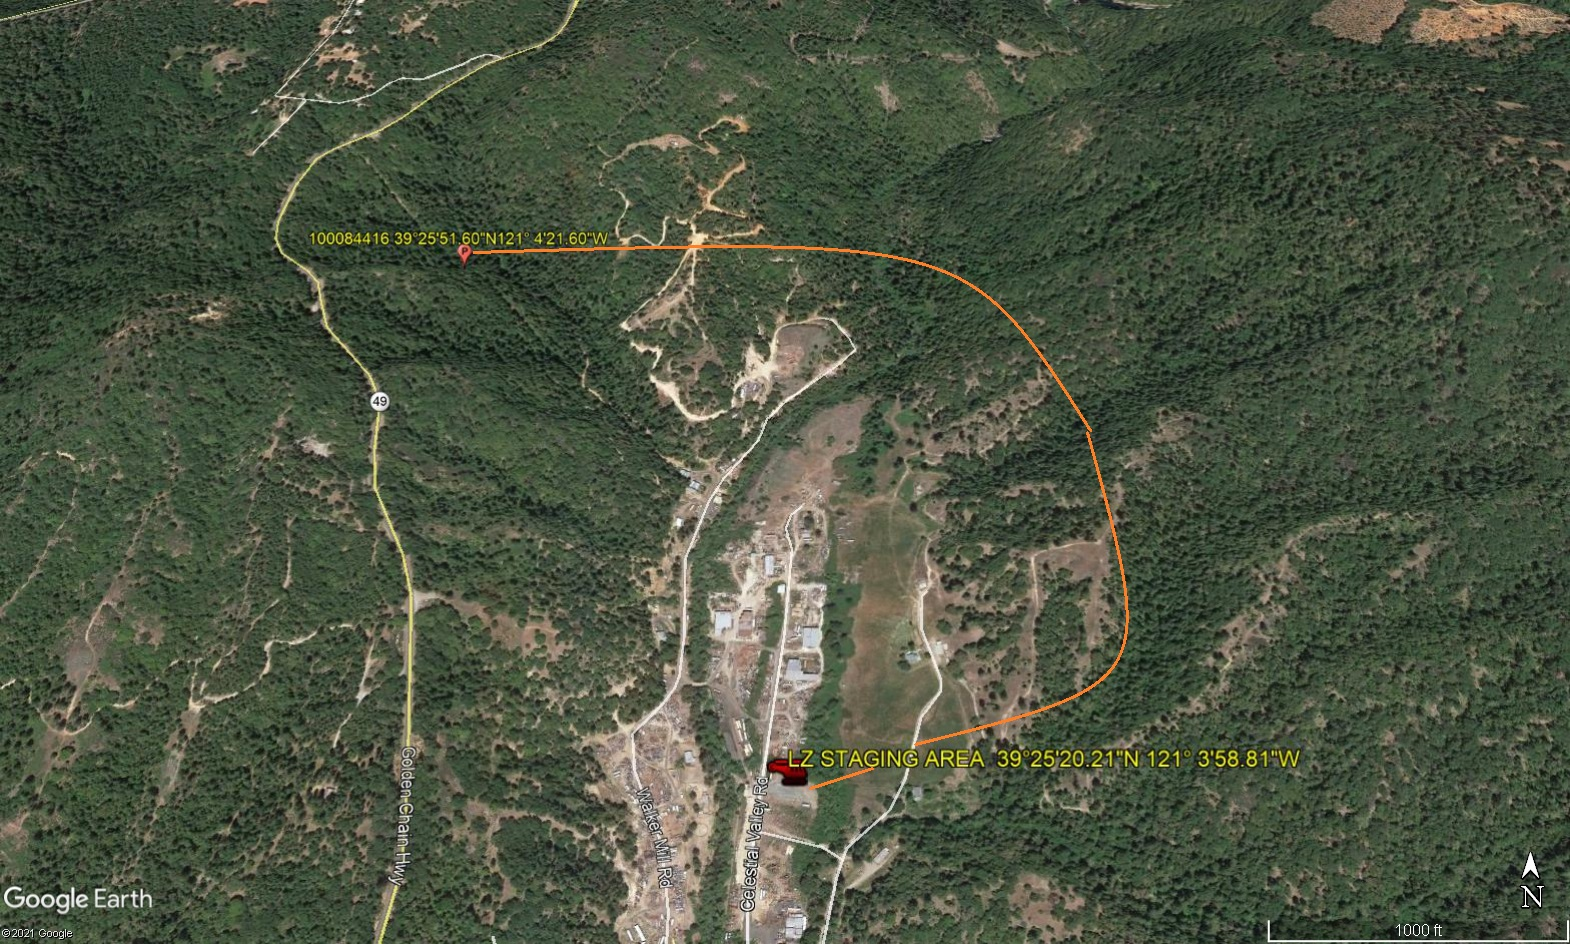 100084416 39°25'51.60"N121° 4'21.60"W
P
49
LZ STAGING AREA 39°25'20.21"N 121° 3'58.81"W
Golden Chain Hwy
Walker Mill Rd
Celestial Valley Rd
Google Earth
©2021 Google
N
1000 ft